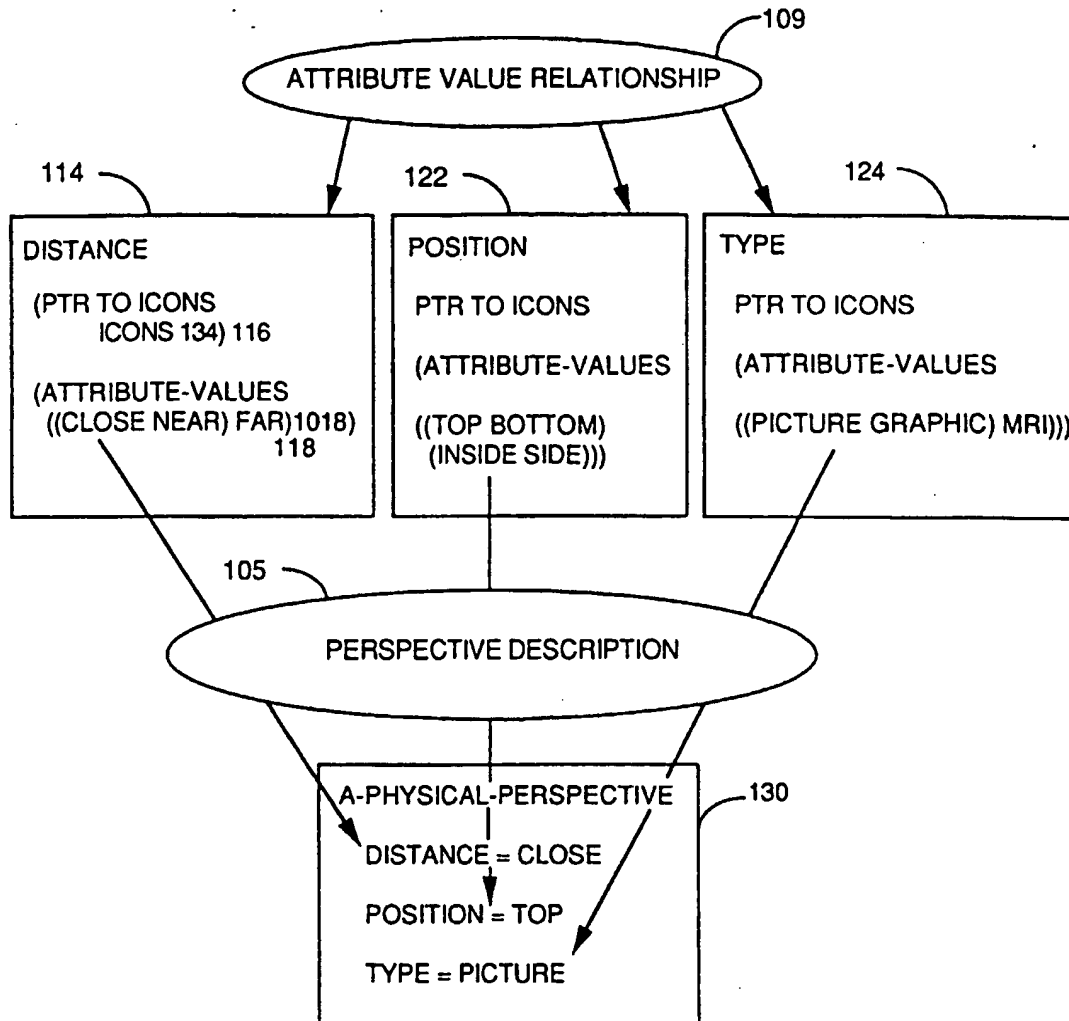 109
ATTRIBUTE VALUE RELATIONSHIP
114
122
124
DISTANCE
(PTR TO ICONS
ICONS 134) 116
(ATTRIBUTE-VALUES
((CLOSE NEAR) FAR)1018)
118
POSITION
PTR TO ICONS
(ATTRIBUTE-VALUES
((TOP BOTTOM)
(INSIDE SIDE)))
TYPE
PTR TO ICONS
(ATTRIBUTE-VALUES
((PICTURE GRAPHIC) MRI)))
105
PERSPECTIVE DESCRIPTION
130
A-PHYSICAL-PERSPECTIVE
DISTANCE = CLOSE
POSITION = TOP
TYPE = PICTURE